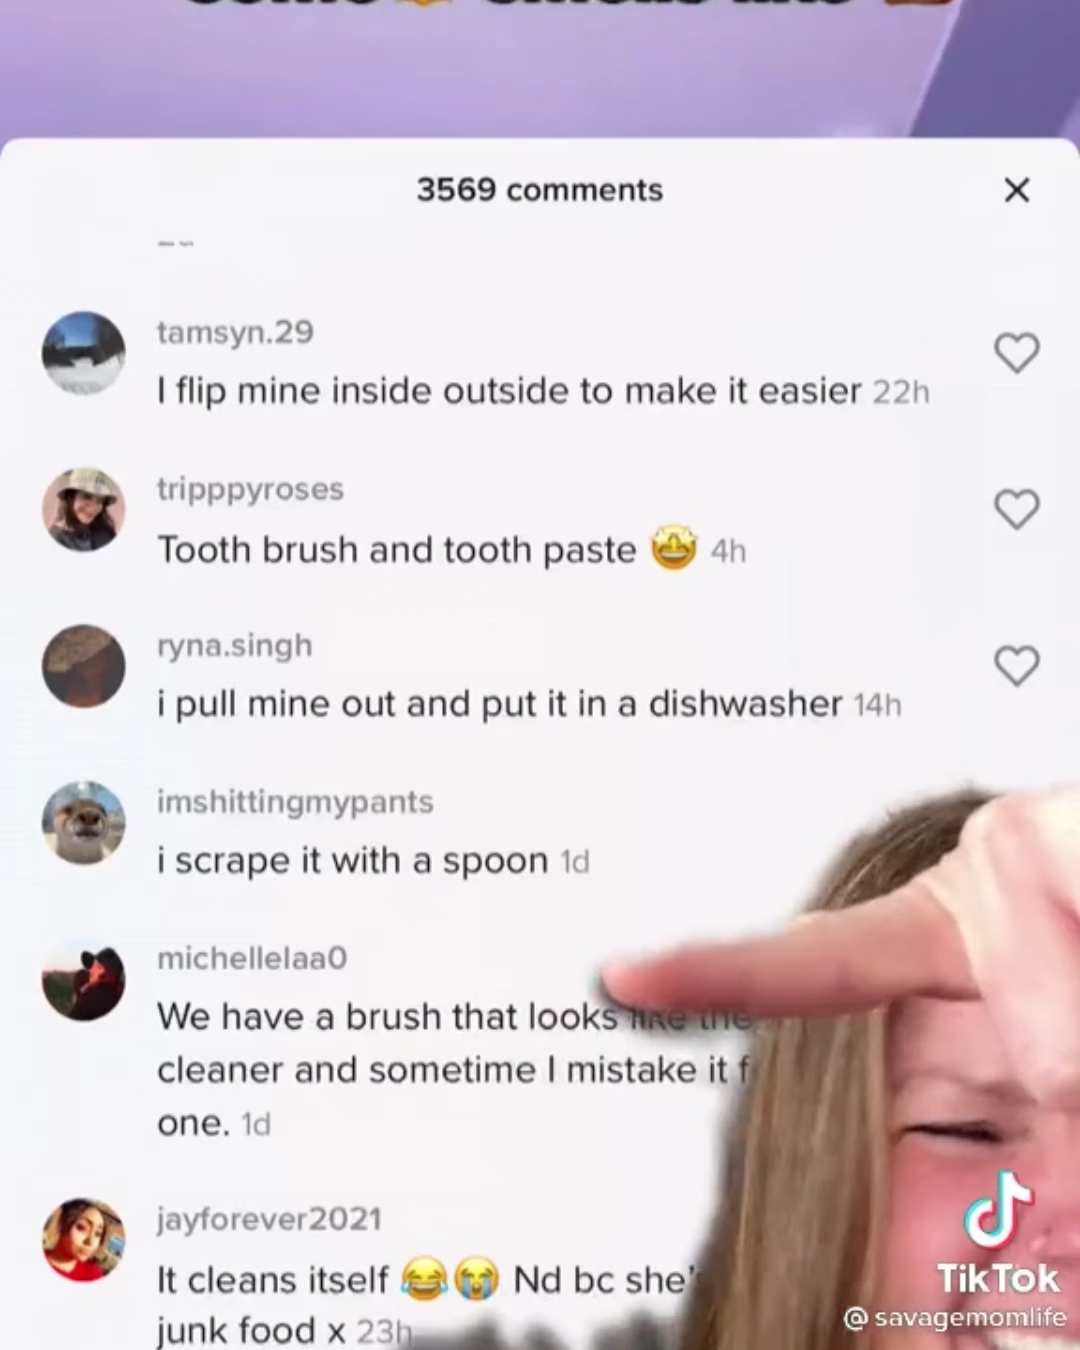 3569 comments
tamsyn.29
I flip mine inside outside to make it easier 22h
tripppyroses
Tooth brush and tooth paste 🤩 4h
ryna.singh
i pull mine out and put it in a dishwasher 14h
imshittingmypants
i scrape it with a spoon 1d
michellelaa0
We have a brush that looks like the
cleaner and sometime I mistake it f
one. 1d
jayforever2021
It cleans itself 😂😭 Nd bc she'
junk food x 23h
TikTok
@savagemomlife